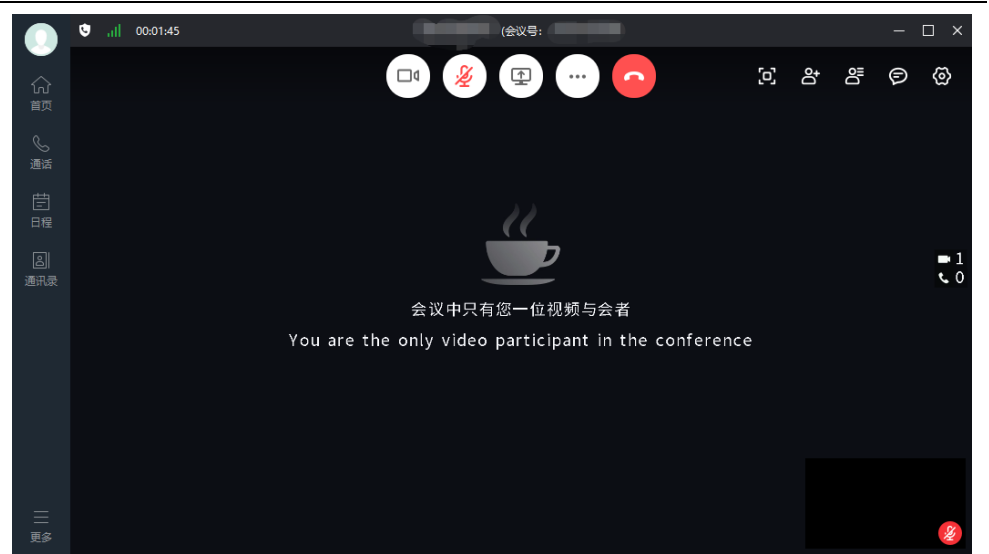 00:01:45
(会议号:
首页
通话
日程
通讯录
1
0
会议中只有您一位视频与会者
You are the only video participant in the conference
更多